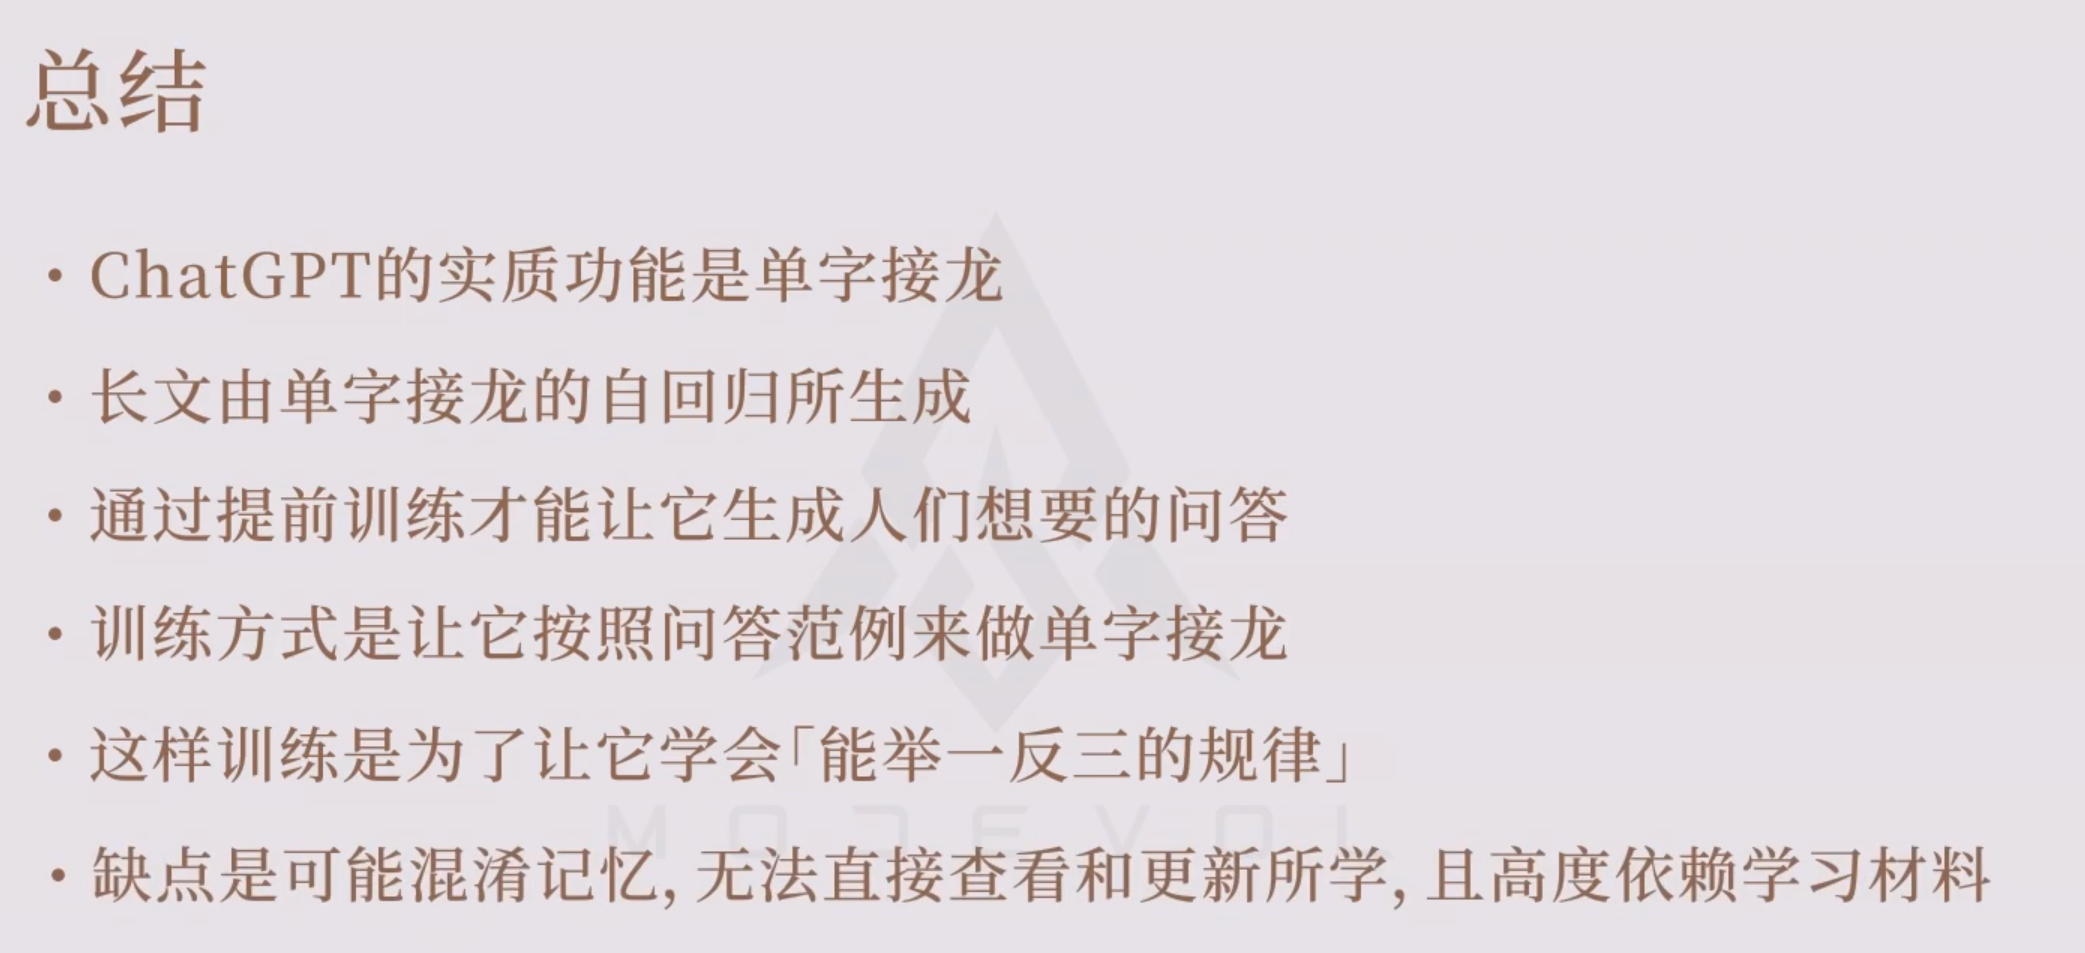 总结
• ChatGPT的实质功能是单字接龙
• 长文由单字接龙的自回归所生成
• 通过提前训练才能让它生成人们想要的问答
• 训练方式是让它按照问答范例来做单字接龙
• 这样训练是为了让它学会「能举一反三的规律」
MODEVOL
• 缺点是可能混淆记忆, 无法直接查看和更新所学, 且高度依赖学习材料